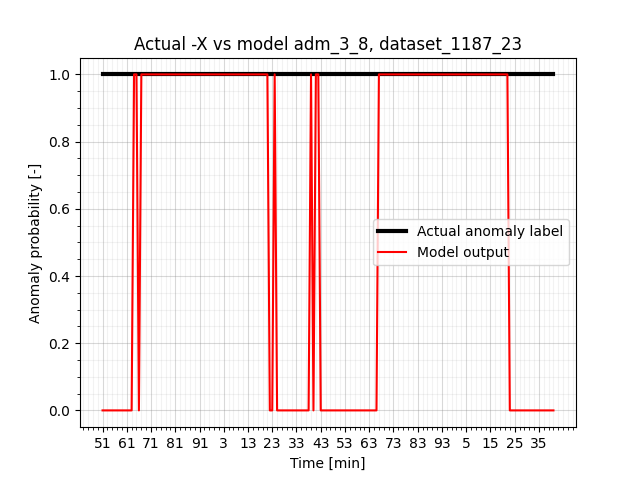 Actual -X vs model adm_3_8, dataset_1187_23
Anomaly probability [-]
1.0
0.8
0.6
0.4
0.2
0.0
Actual anomaly label
Model output
51 61 71 81 91 3 13 23 33 43 53 63 73 83 93 5 15 25 35
Time [min]